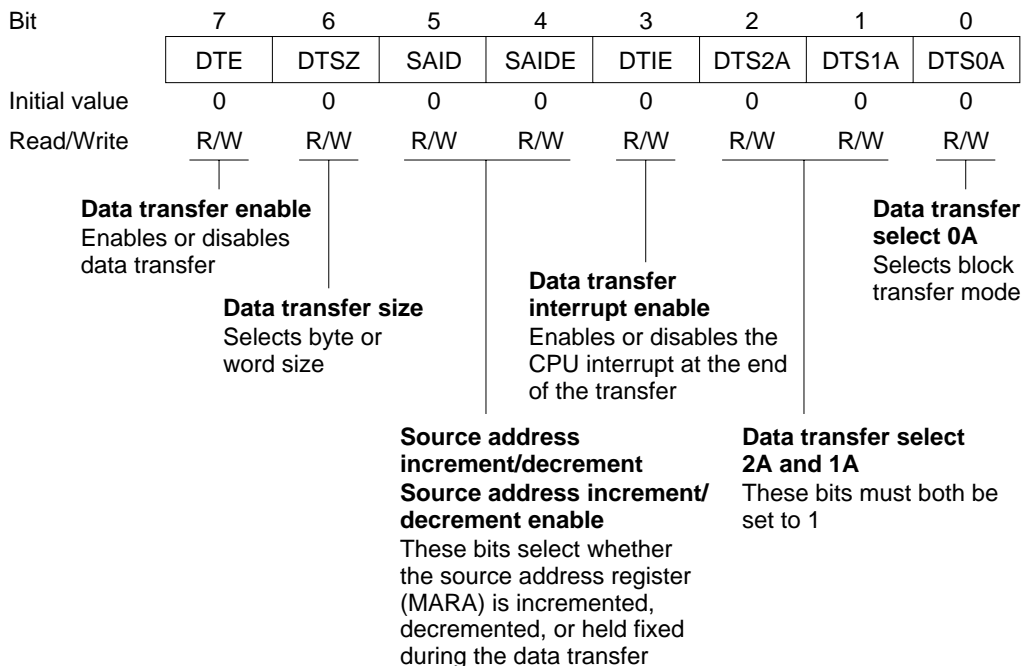 Bit 7 6 5 4 3 2 1 0
DTE DTSZ SAID SAIDE DTIE DTS2A DTS1A DTS0A
Initial value 0 0 0 0 0 0 0 0
Read/Write R/W R/W R/W R/W R/W R/W R/W R/W
Data transfer enable
Enables or disables
data transfer
Data transfer size
Selects byte or
word size
Source address
increment/decrement
Source address increment/
decrement enable
These bits select whether
the source address register
(MARA) is incremented,
decremented, or held fixed
during the data transfer
Data transfer
interrupt enable
Enables or disables the
CPU interrupt at the end
of the transfer
Data transfer select
2A and 1A
These bits must both be
set to 1
Data transfer
select 0A
Selects block
transfer mode